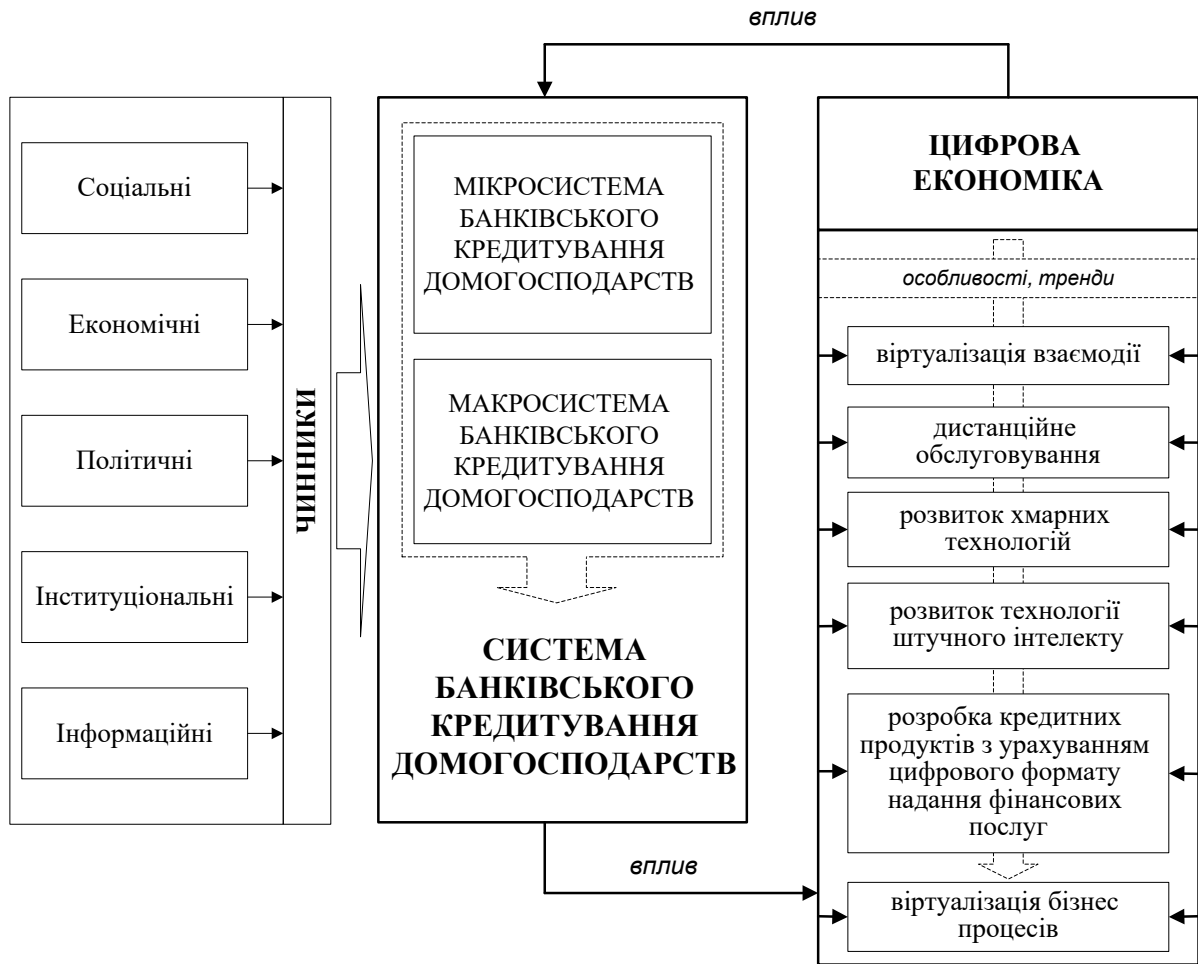 вплив
Соціальні
Економічні
Політичні
Інституціональні
Інформаційні
ЧИННИКИ
МІКРОСИСТЕМА
БАНКІВСЬКОГО
КРЕДИТУВАННЯ
ДОМОГОСПОДАРСТВ
МАКРОСИСТЕМА
БАНКІВСЬКОГО
КРЕДИТУВАННЯ
ДОМОГОСПОДАРСТВ
СИСТЕМА
БАНКІВСЬКОГО
КРЕДИТУВАННЯ
ДОМОГОСПОДАРСТВ
вплив
ЦИФРОВА
ЕКОНОМІКА
особливості, тренди
віртуалізація взаємодії
дистанційне
обслуговування
розвиток хмарних
технологій
розвиток технології
штучного інтелекту
розробка кредитних
продуктів з урахуванням
цифрового формату
надання фінансових
послуг
віртуалізація бізнес
процесів